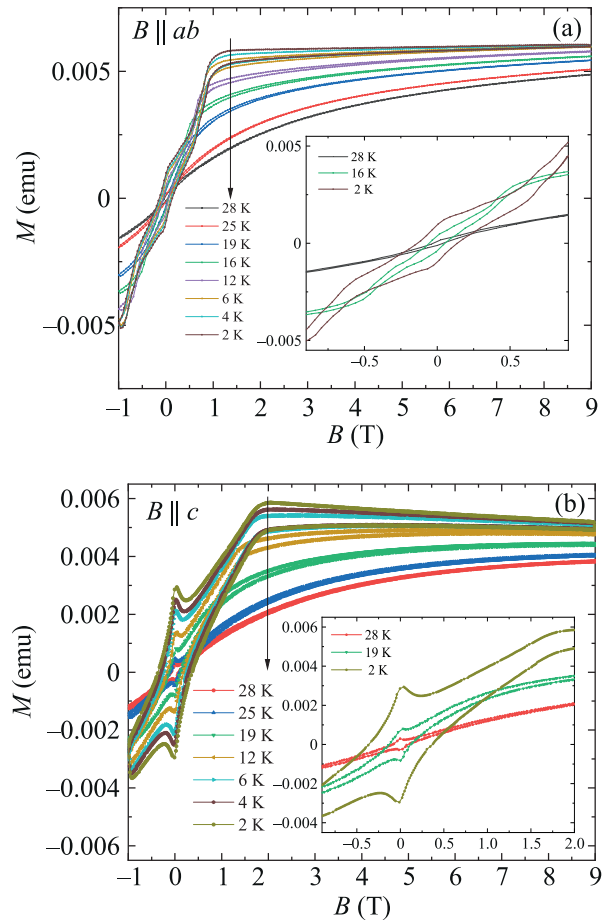 B || ab
(a)
0.005
0
−0.005
M (emu)
28 K
25 K
19 K
16 K
12 K
6 K
4 K
2 K
0.005
0
−0.005
28 K
16 K
2 K
−0.5 0 0.5
−1 0 1 2 3 4 5 6 7 8 9
B (T)
B || c
(b)
0.006
0.004
0.002
0
−0.002
−0.004
−0.006
M (emu)
28 K
25 K
19 K
12 K
6 K
4 K
2 K
0.006
0.004
0.002
0
−0.002
−0.004
28 K
19 K
2 K
−0.5 0 0.5 1.0 1.5 2.0
−1 0 1 2 3 4 5 6 7 8 9
B (T)